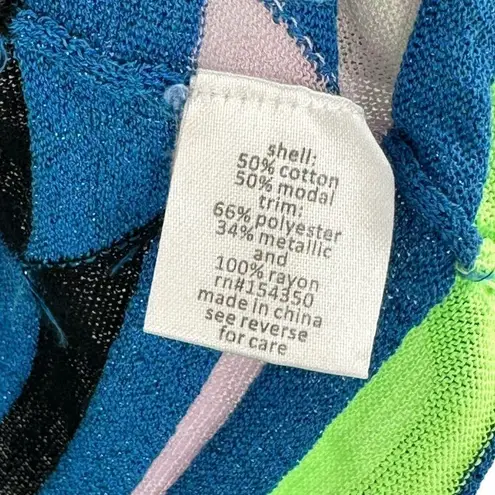 shell:
50% cotton
50% modal
trim:
66% polyester
34% metallic
and
100% rayon
rn#154350
made in china
see reverse
for care